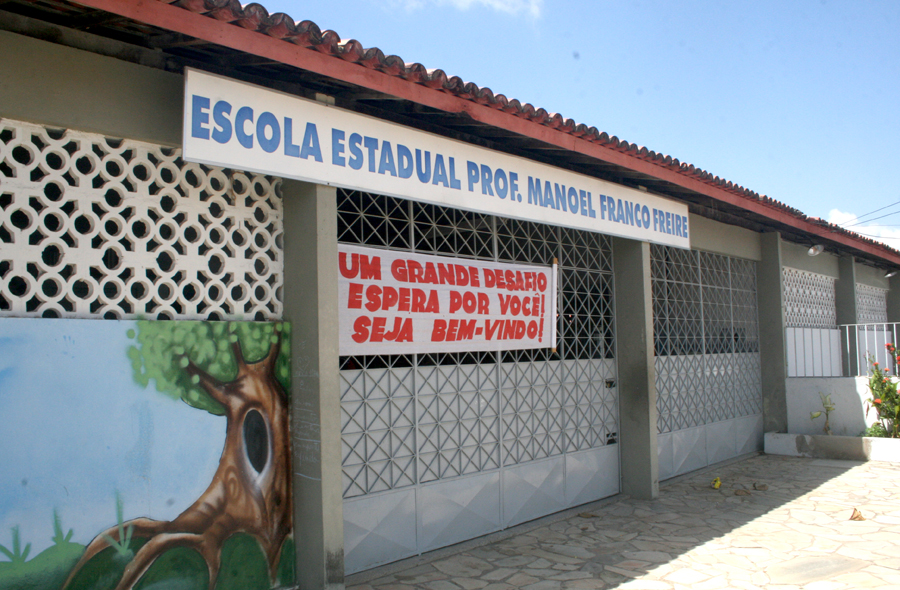 ESCOLA ESTADUAL PROF. MANOEL FRANCO FREIRE
UM GRANDE DESAFIO
ESPERA POR VOCÊ!
SEJA BEM-VINDO!